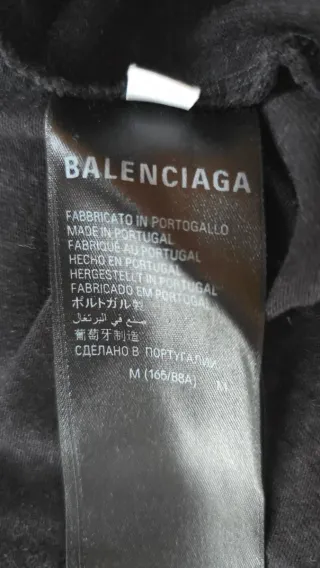 BALENCIAGA
FABBRICATO IN PORTOGALLO
MADE IN PORTUGAL
FABRIQUÉ AU PORTUGAL
HECHO EN PORTUGAL
HERGESTELLT IN PORTUGAL
FABRICADO EM PORTUGAL
ポルトガル製
صنع في البرتغال
葡萄牙制造
СДЕЛАНО В ПОРТУГАЛИИ
M (165/88A) M